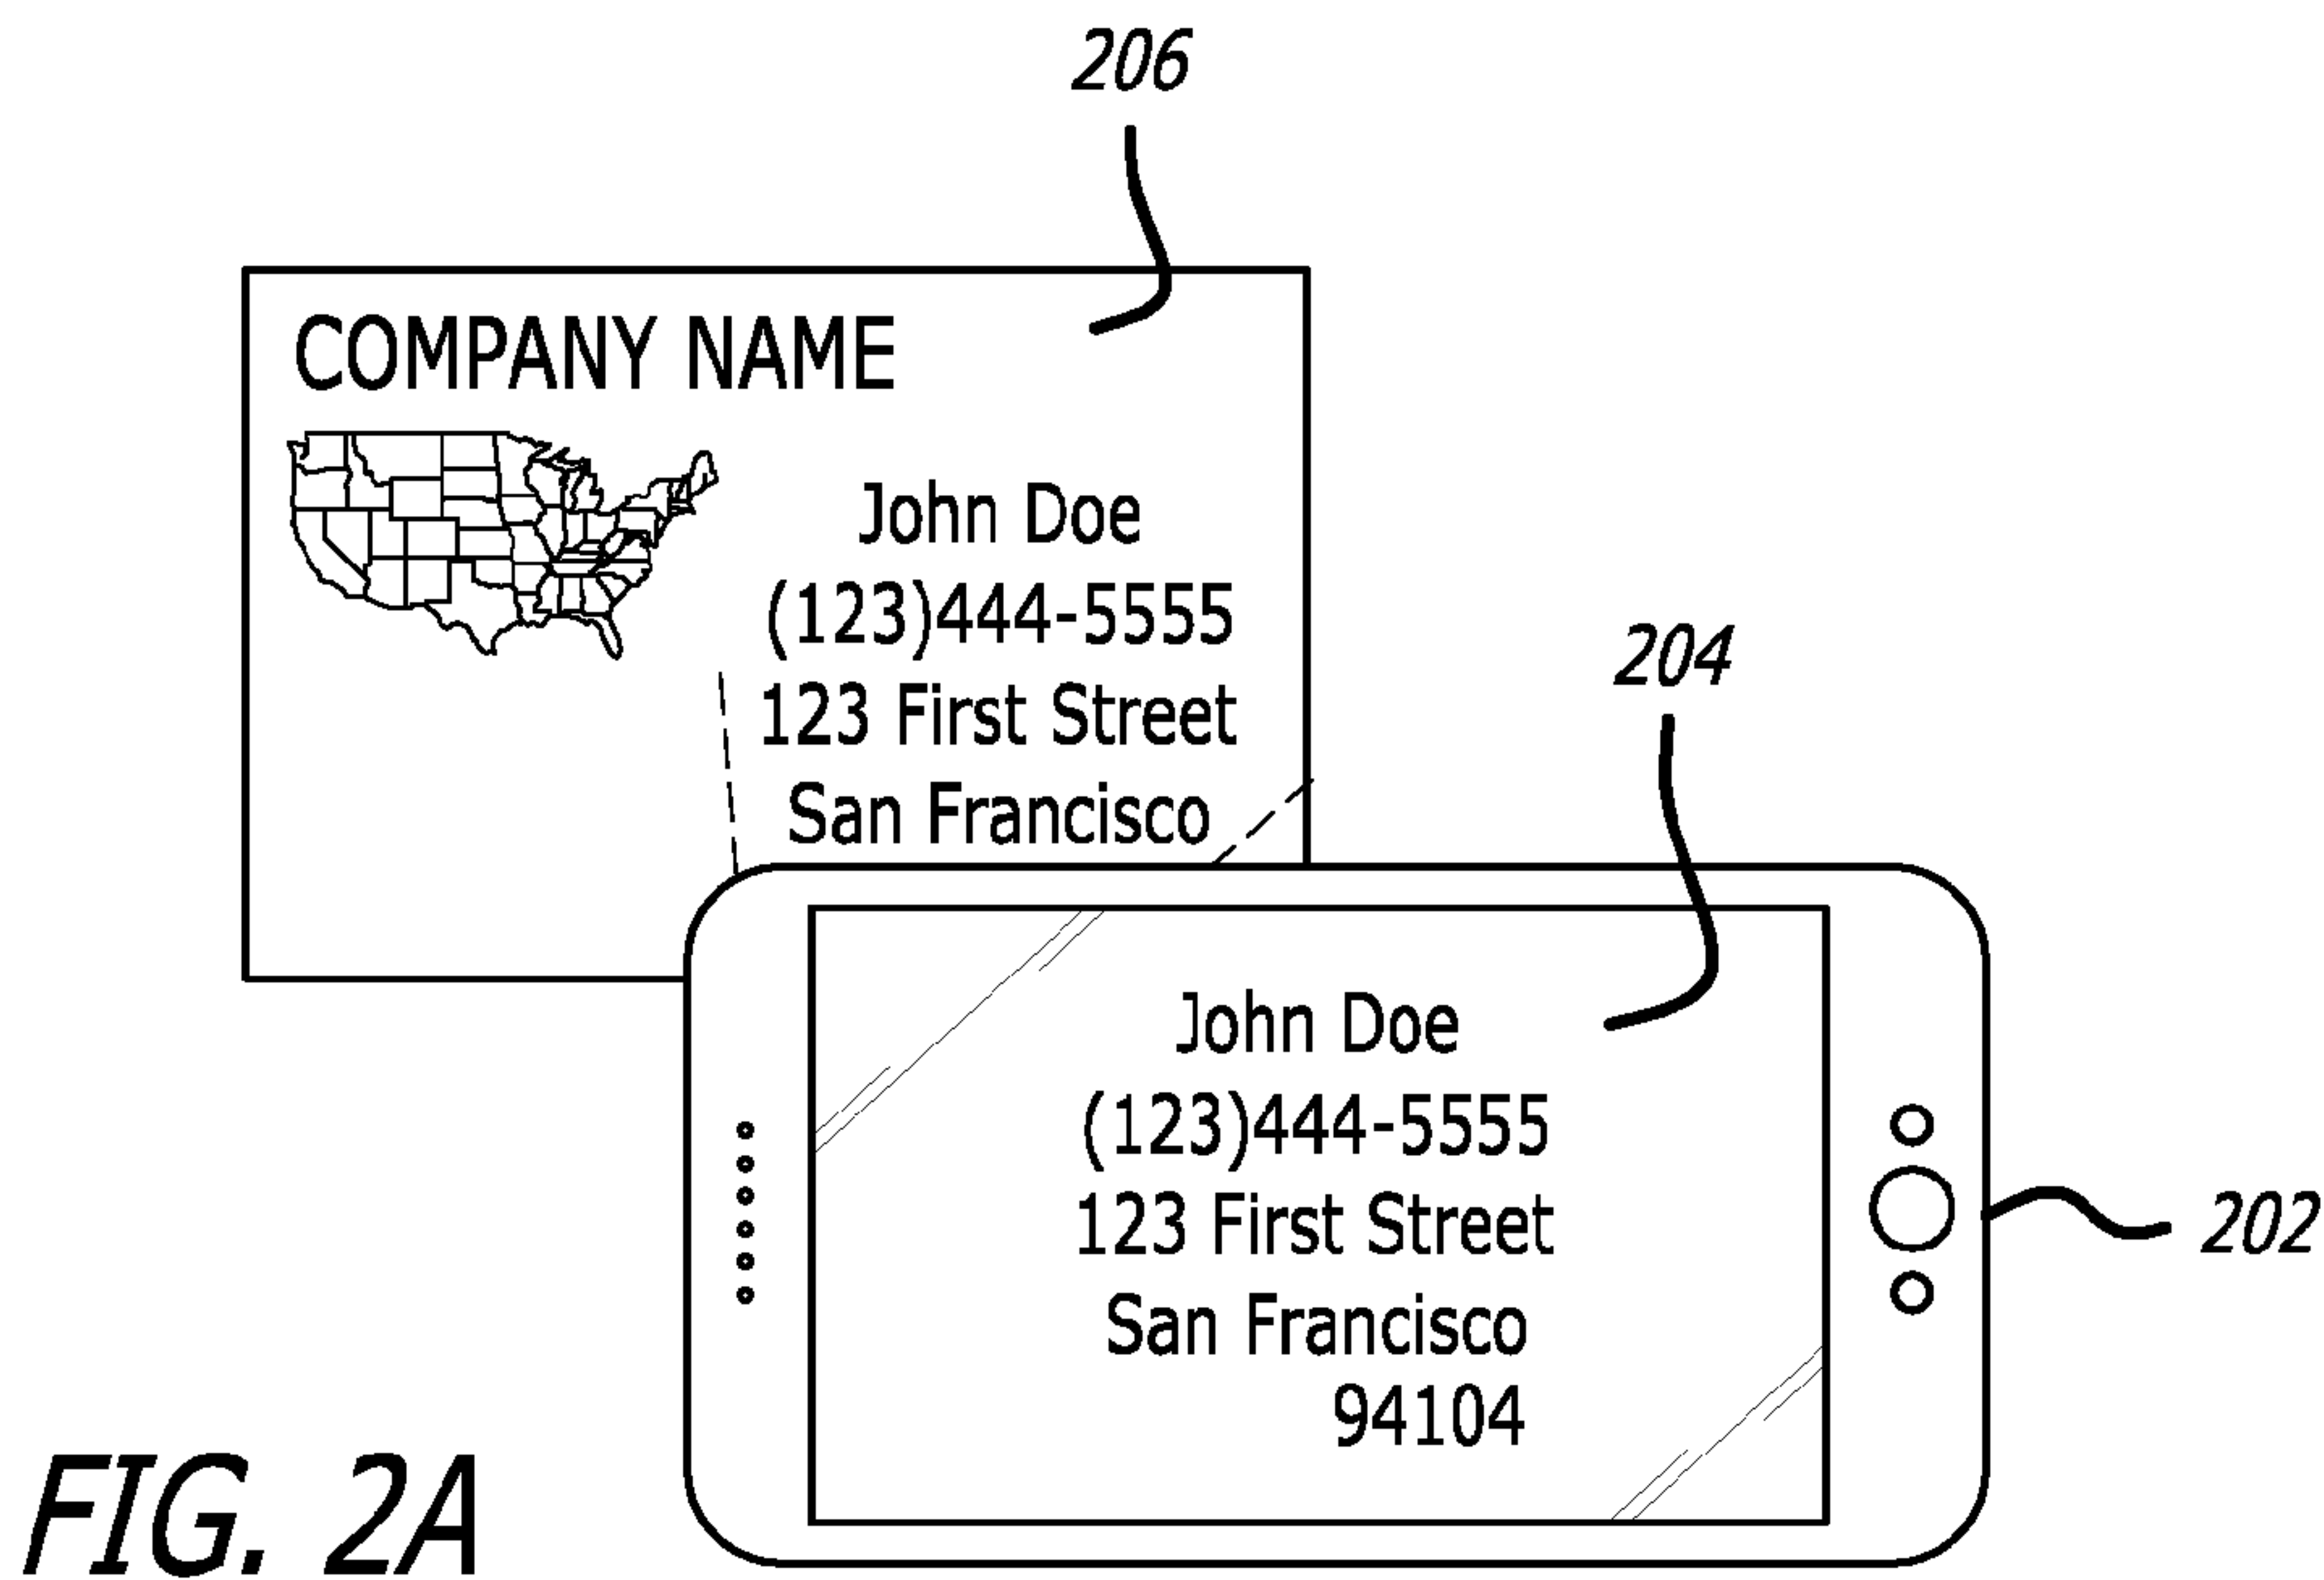 206
COMPANY NAME
John Doe
(123)444-5555
123 First Street
San Francisco
204
John Doe
(123)444-5555
123 First Street
San Francisco
94104
202
FIG. 2A